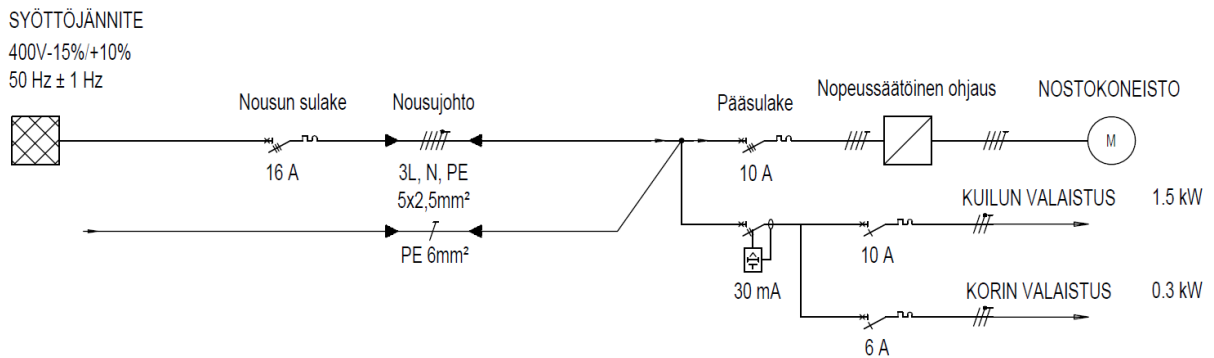 SYÖTTÖJÄNNITE
400V-15%/+10%
50 Hz ± 1 Hz
Nousun sulake
Nousujohto
Pääsulake
Nopeussäätöinen ohjaus
NOSTOKONEISTO
M
16 A
3L, N, PE
5x2,5mm²
10 A
KUILUN VALAISTUS 1.5 kW
PE 6mm²
10 A
30 mA
KORIN VALAISTUS 0.3 kW
6 A